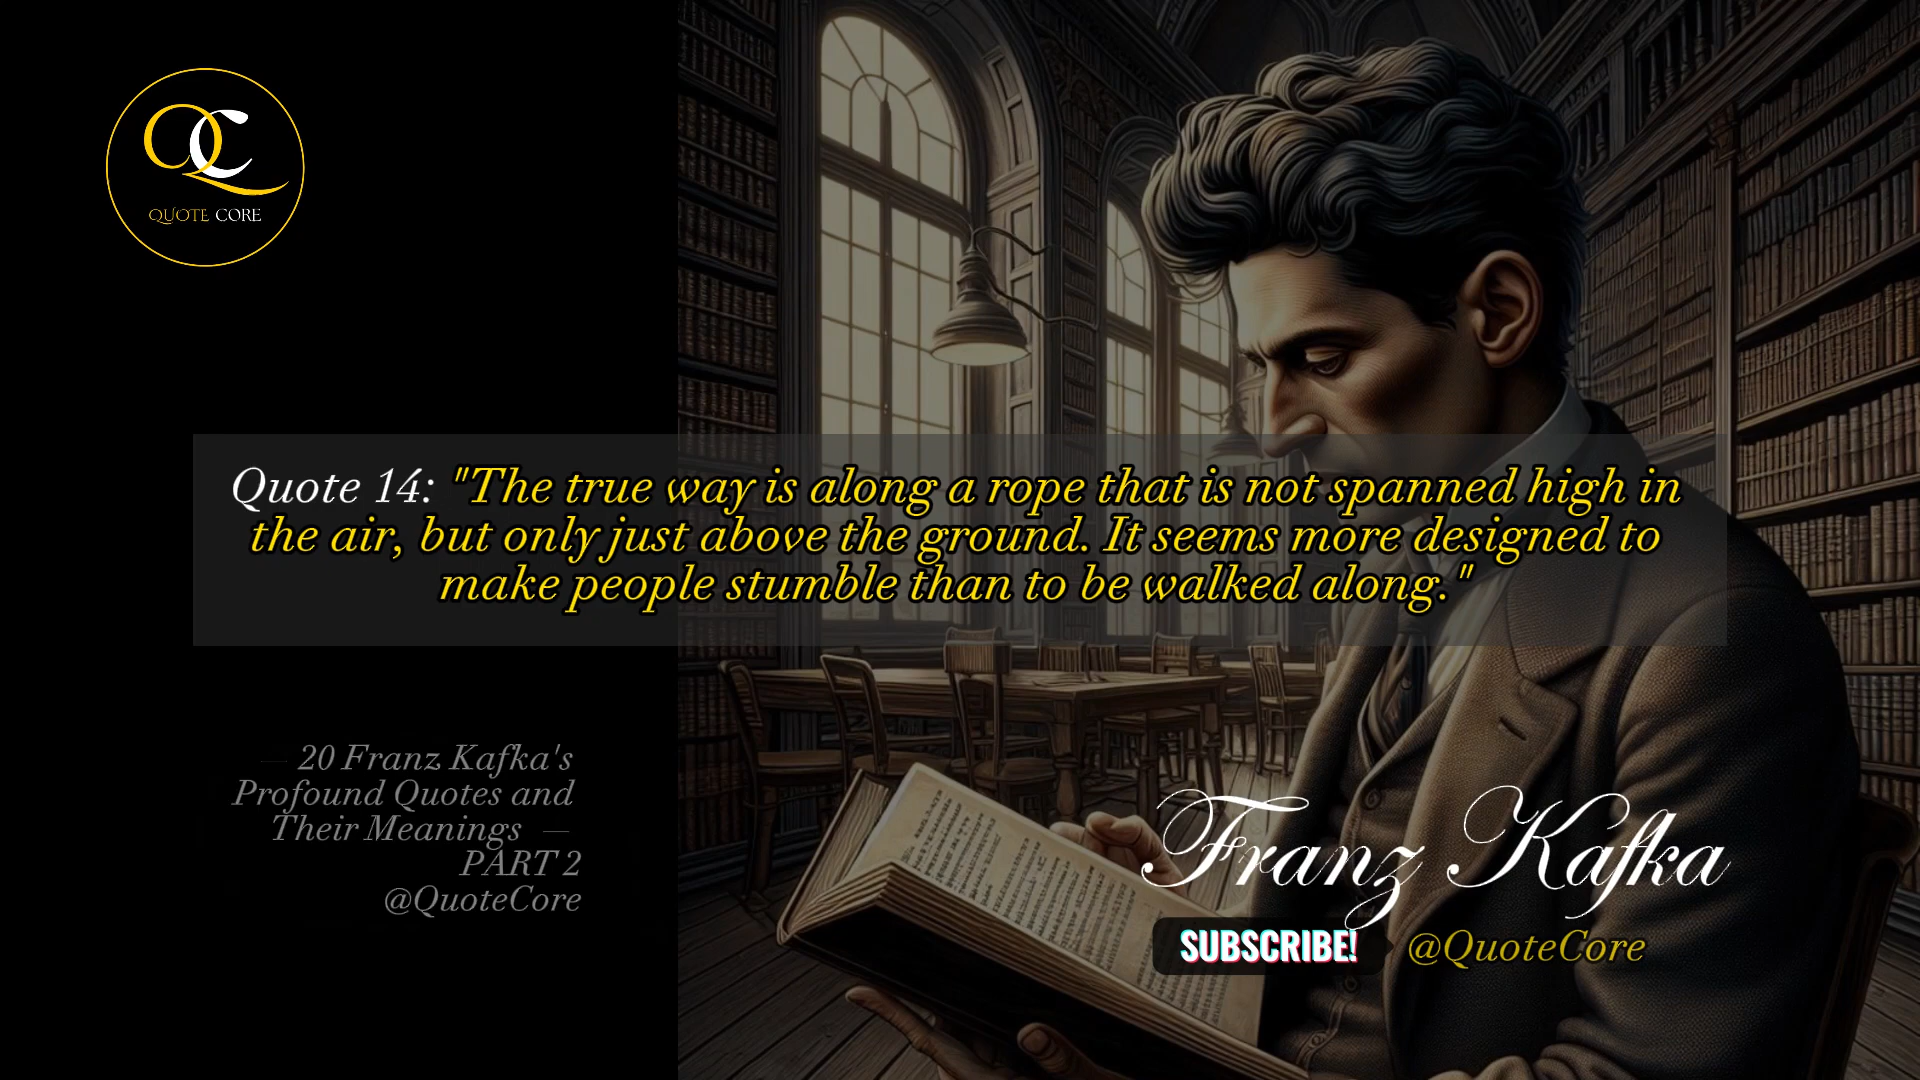 QC
QUOTE CORE
Quote 14: "The true way is along a rope that is not spanned high in
the air, but only just above the ground. It seems more designed to
make people stumble than to be walked along."
— 20 Franz Kafka's
Profound Quotes and
Their Meanings —
PART 2
@QuoteCore
Franz Kafka
SUBSCRIBE!
@QuoteCore